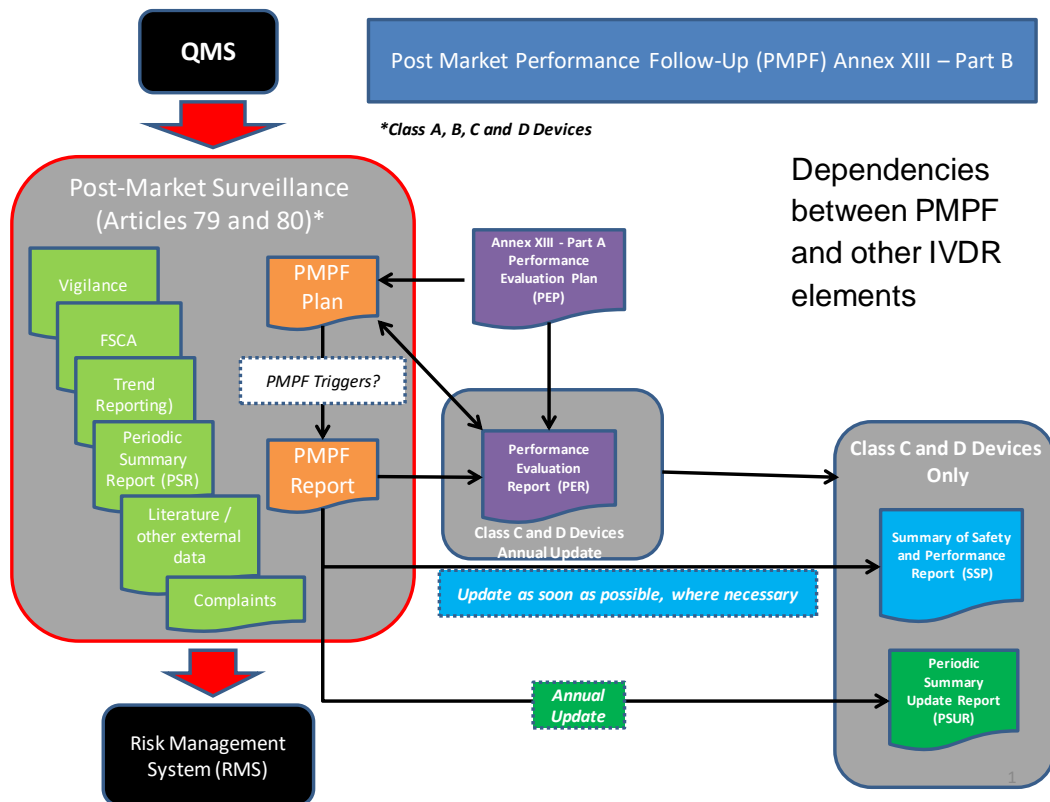 QMS
Post Market Performance Follow-Up (PMPF) Annex XIII – Part B
*Class A, B, C and D Devices
Dependencies
between PMPF
and other IVDR
elements
Post-Market Surveillance
(Articles 79 and 80)*
Vigilance
FSCA
Trend
Reporting)
Periodic
Summary
Report (PSR)
Literature /
other external
data
Complaints
PMPF
Plan
PMPF Triggers?
PMPF
Report
Annex XIII - Part A
Performance
Evaluation Plan
(PEP)
Performance
Evaluation
Report (PER)
Class C and D Devices
Annual Update
Class C and D Devices
Only
Summary of Safety
and Performance
Report (SSP)
Update as soon as possible, where necessary
Periodic
Summary
Update Report
(PSUR)
Annual
Update
Risk Management
System (RMS)
1